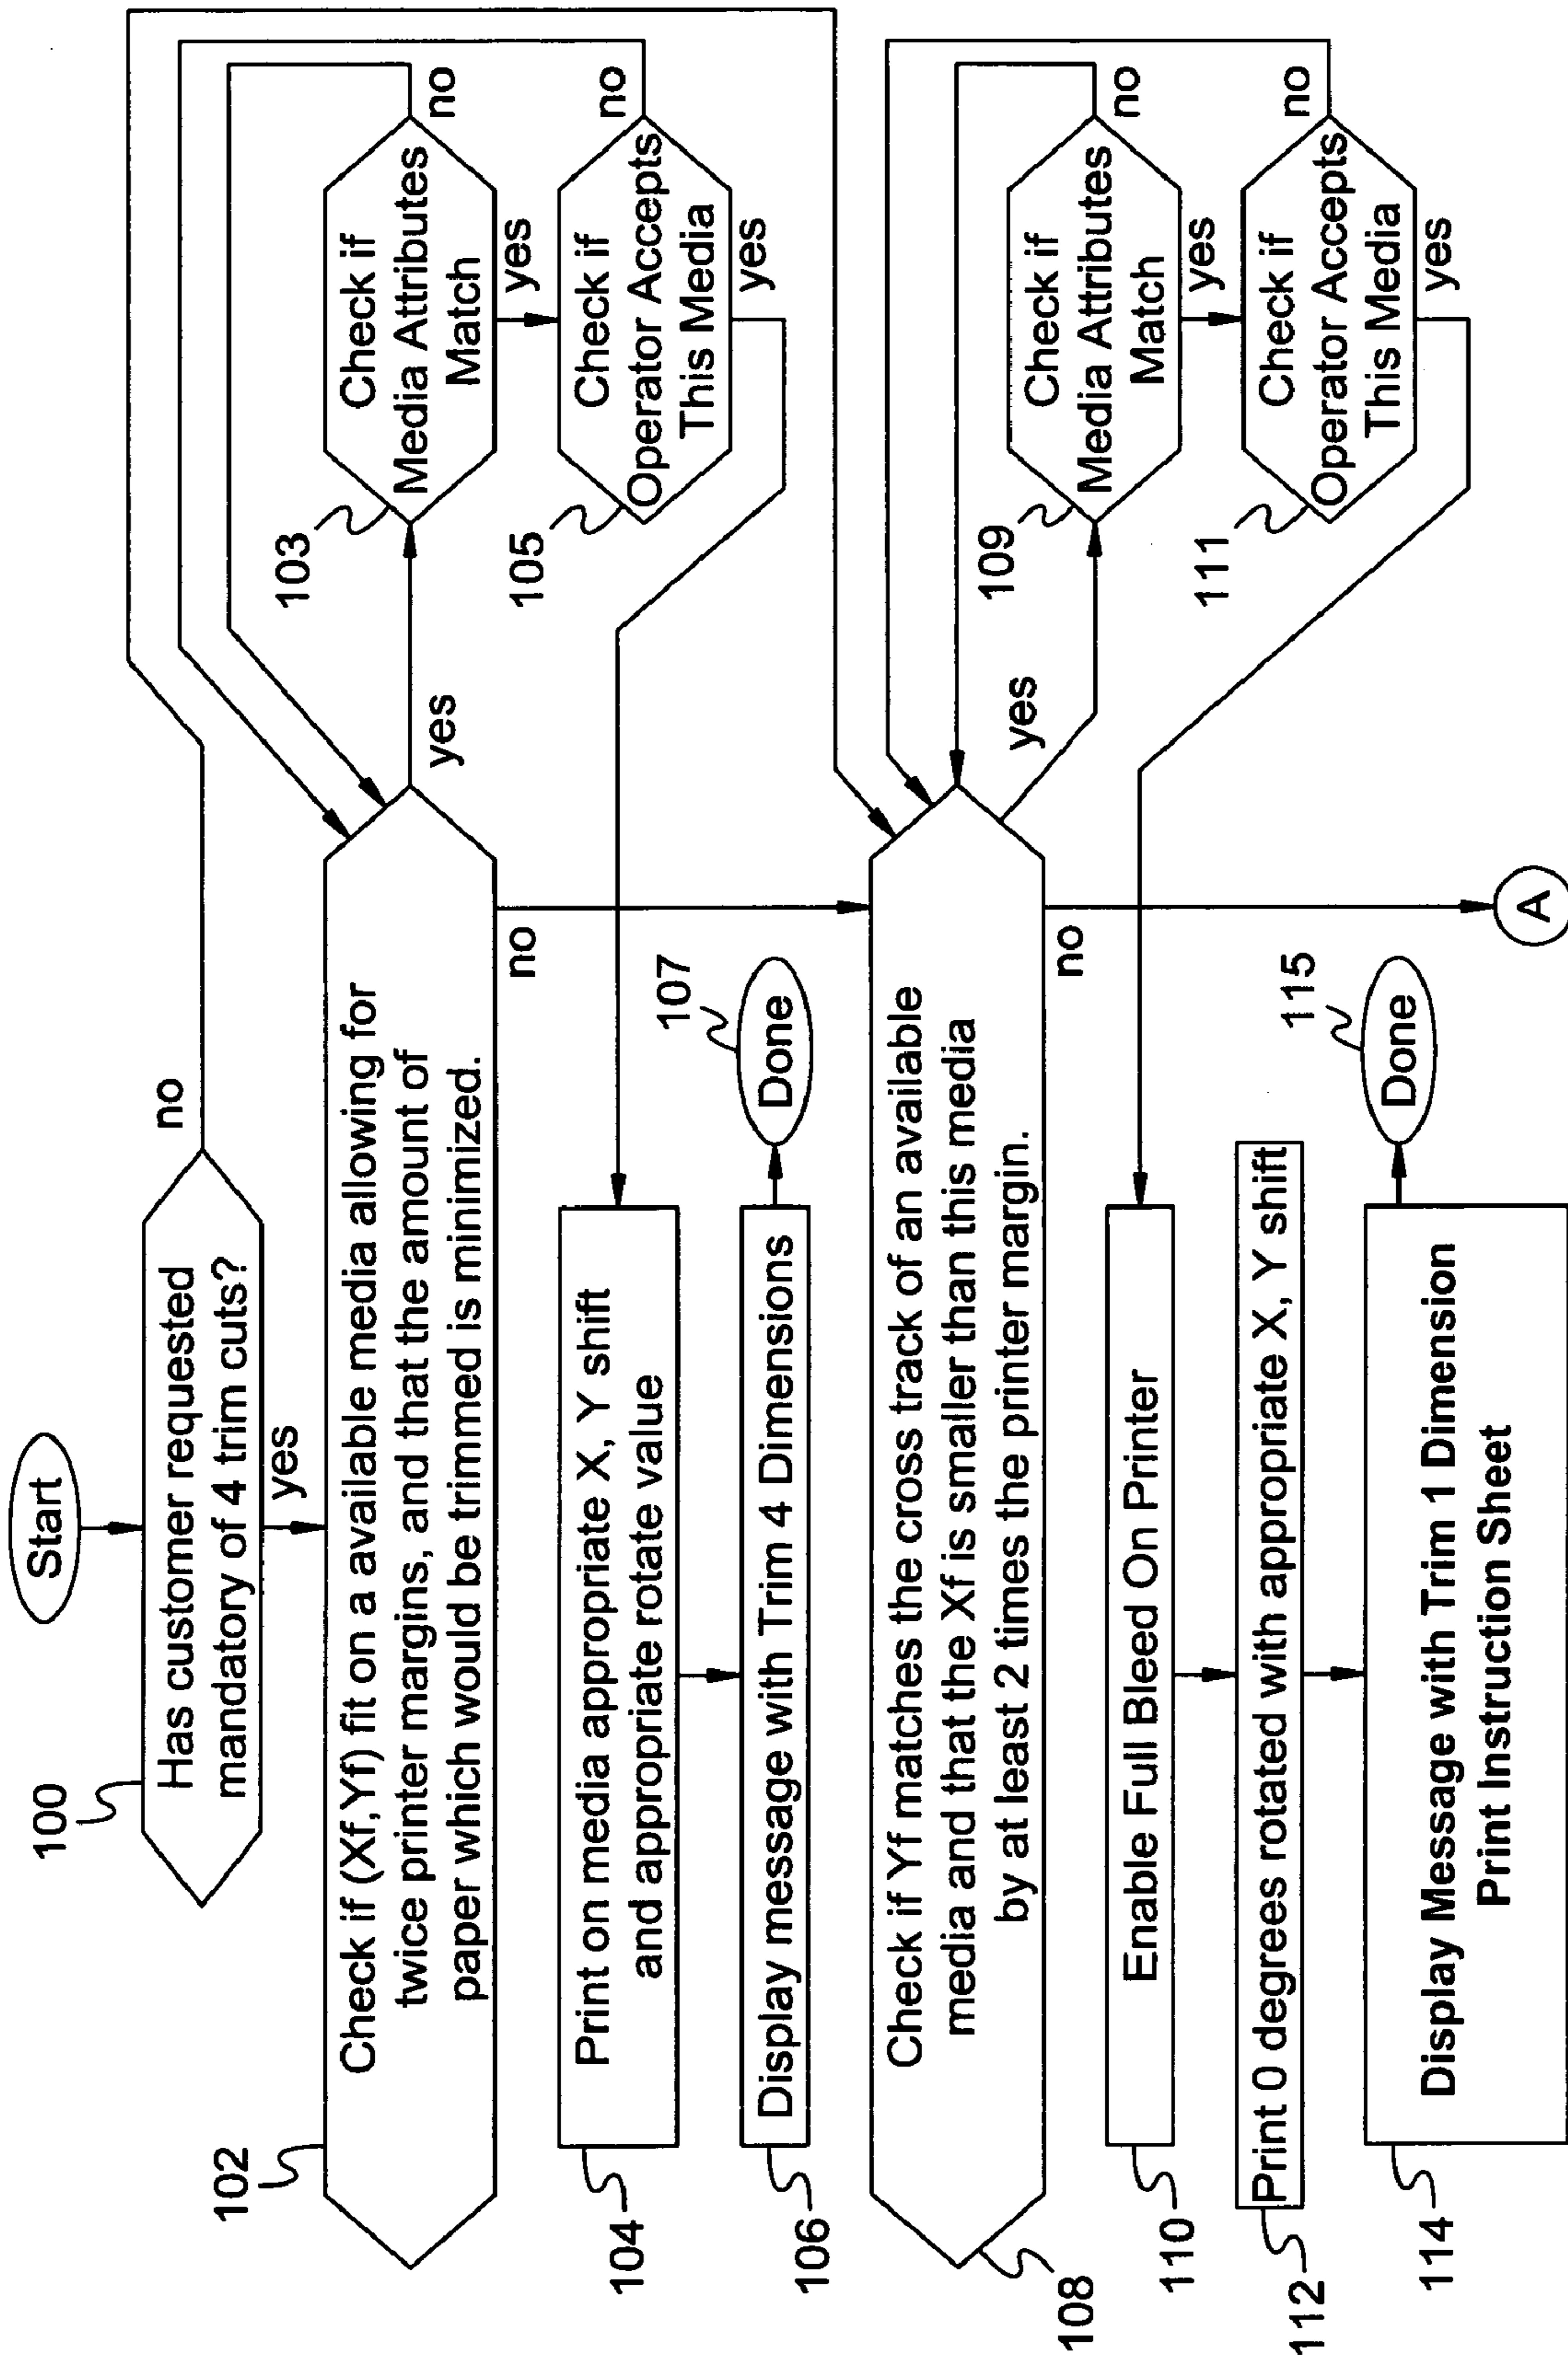 Start
100
Has customer requested
mandatory of 4 trim cuts?
no
yes
102
Check if (Xf,Yf) fit on a available media allowing for
twice printer margins, and that the amount of
paper which would be trimmed is minimized.
yes
no
103
Check if
Media Attributes
Match
no
yes
105
Check if
Operator Accepts
This Media
no
yes
104
Print on media appropriate X, Y shift
and appropriate rotate value
106
Display message with Trim 4 Dimensions
107
Done
108
Check if Yf matches the cross track of an available
media and that the Xf is smaller than this media
by at least 2 times the printer margin.
yes
no
109
Check if
Media Attributes
Match
no
yes
111
Check if
Operator Accepts
This Media
no
yes
110
Enable Full Bleed On Printer
112
Print 0 degrees rotated with appropriate X, Y shift
114
Display Message with Trim 1 Dimension
Print Instruction Sheet
115
Done
A